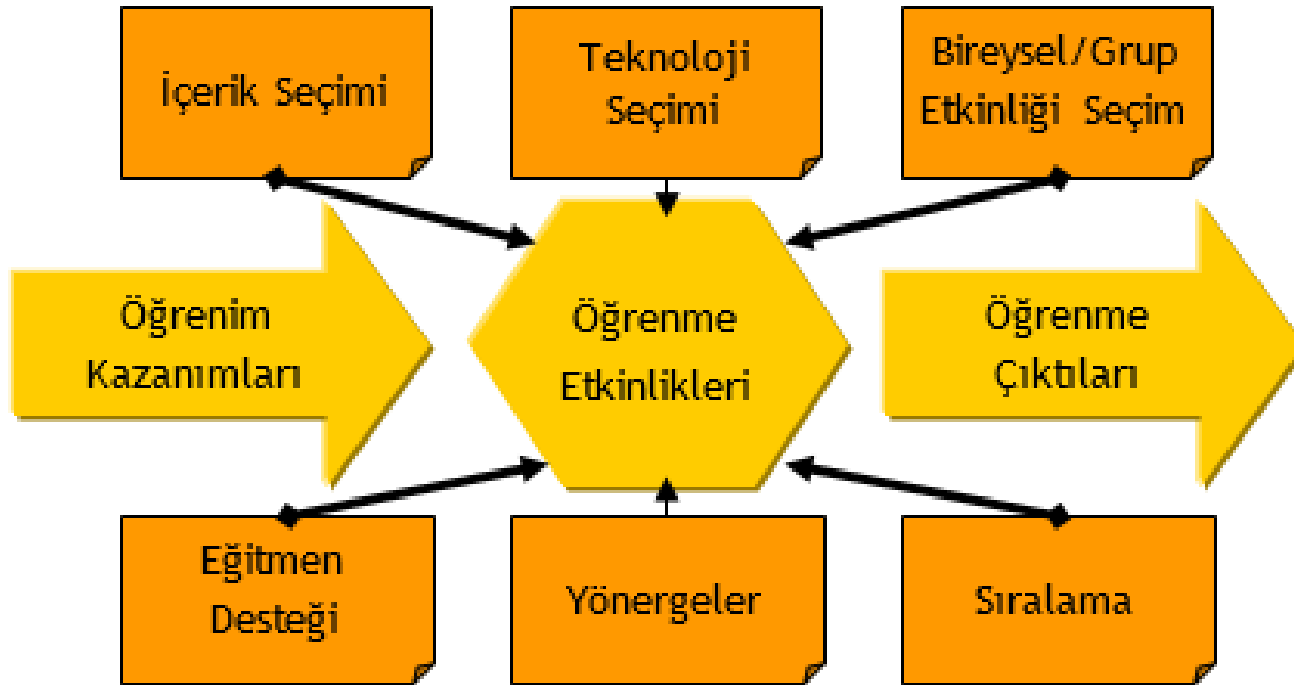 İçerik Seçimi
Teknoloji
Seçimi
Bireysel/Grup
Etkinliği Seçim
Öğrenim
Kazanımları
Öğrenme
Etkinlikleri
Öğrenme
Çıktıları
Eğitmen
Desteği
Yönergeler
Sıralama